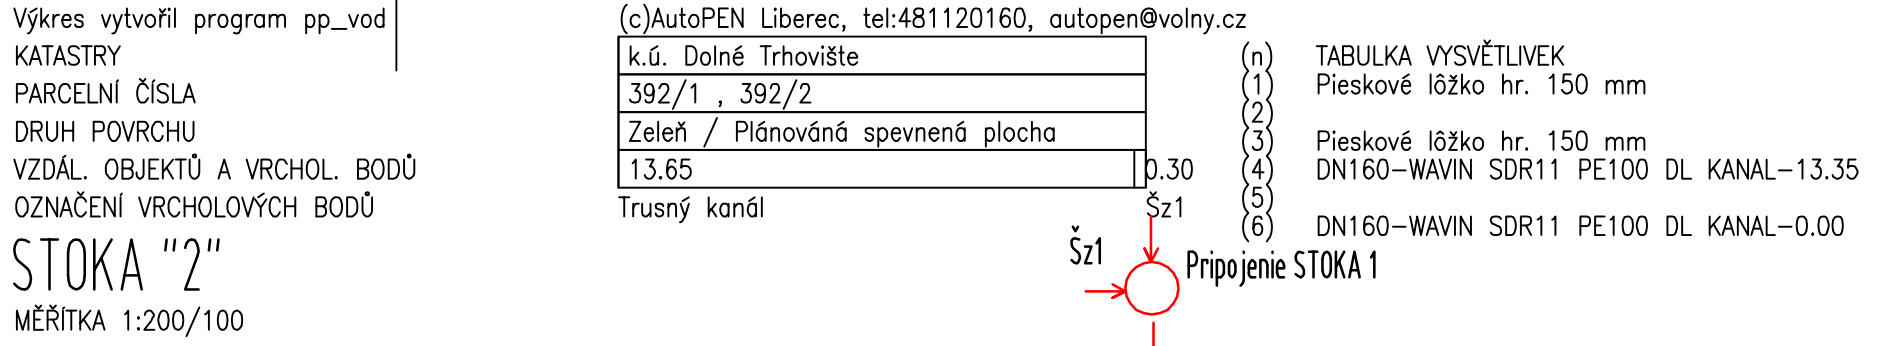 Výkres vytvořil program pp_vod
(c)AutoPEN Liberec, tel:481120160, autopen@volny.cz
KATASTRY
k.ú. Dolné Trhovište
(n) TABULKA VYSVĚTLIVEK
PARCELNÍ ČÍSLA
392/1 , 392/2
(1) Pieskové lôžko hr. 150 mm
(2)
DRUH POVRCHU
Zeleň / Plánováná spevnená plocha
(3) Pieskové lôžko hr. 150 mm
VZDÁL. OBJEKTŮ A VRCHOL. BODŮ
13.65 0.30
(4) DN160-WAVIN SDR11 PE100 DL KANAL-13.35
(5)
OZNAČENÍ VRCHOLOVÝCH BODŮ
Trusný kanál Šz1
(6) DN160-WAVIN SDR11 PE100 DL KANAL-0.00
STOKA "2"
Šz1
Pripojenie STOKA 1
MĚŘÍTKA 1:200/100